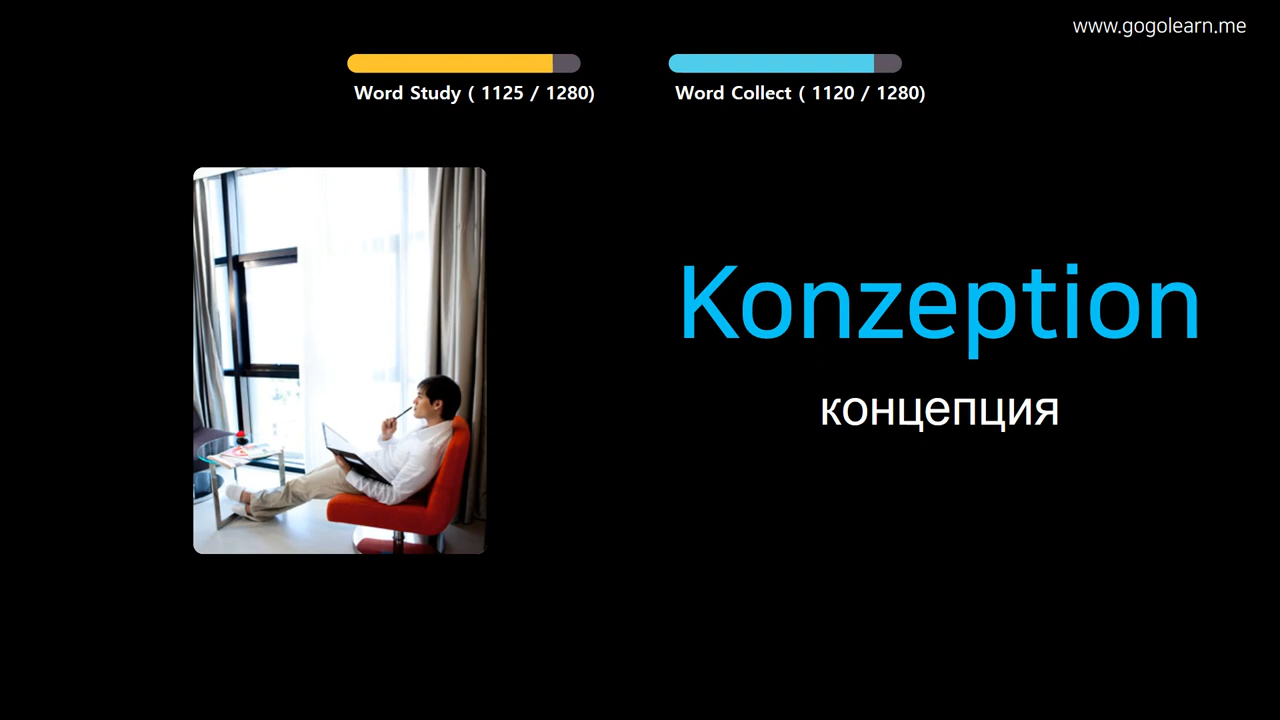 www.gogolearn.me
Word Study ( 1125 / 1280)
Word Collect ( 1120 / 1280)
Konzeption
концепция